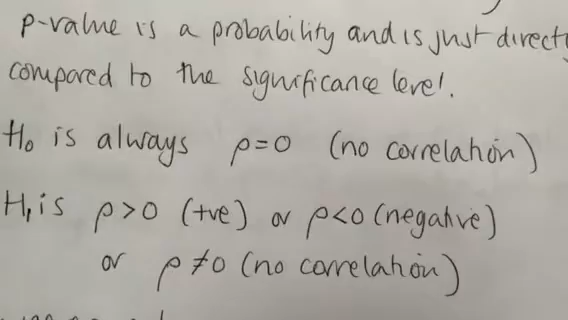 p-value is a probability and is just
compared to the significance level.
H₀ is always ρ=0 (no correlation)
H₁ is ρ>0 (+ve) or ρ<0 (negative)
or ρ≠0 (no correlation)